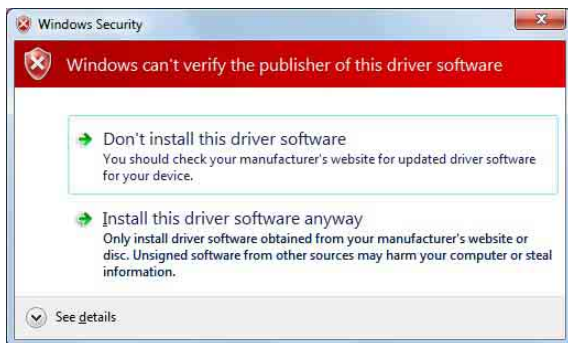 Windows Security
Windows can't verify the publisher of this driver software
Don't install this driver software
You should check your manufacturer's website for updated driver software
for your device.
Install this driver software anyway
Only install driver software obtained from your manufacturer's website or
disc. Unsigned software from other sources may harm your computer or steal
information.
See details